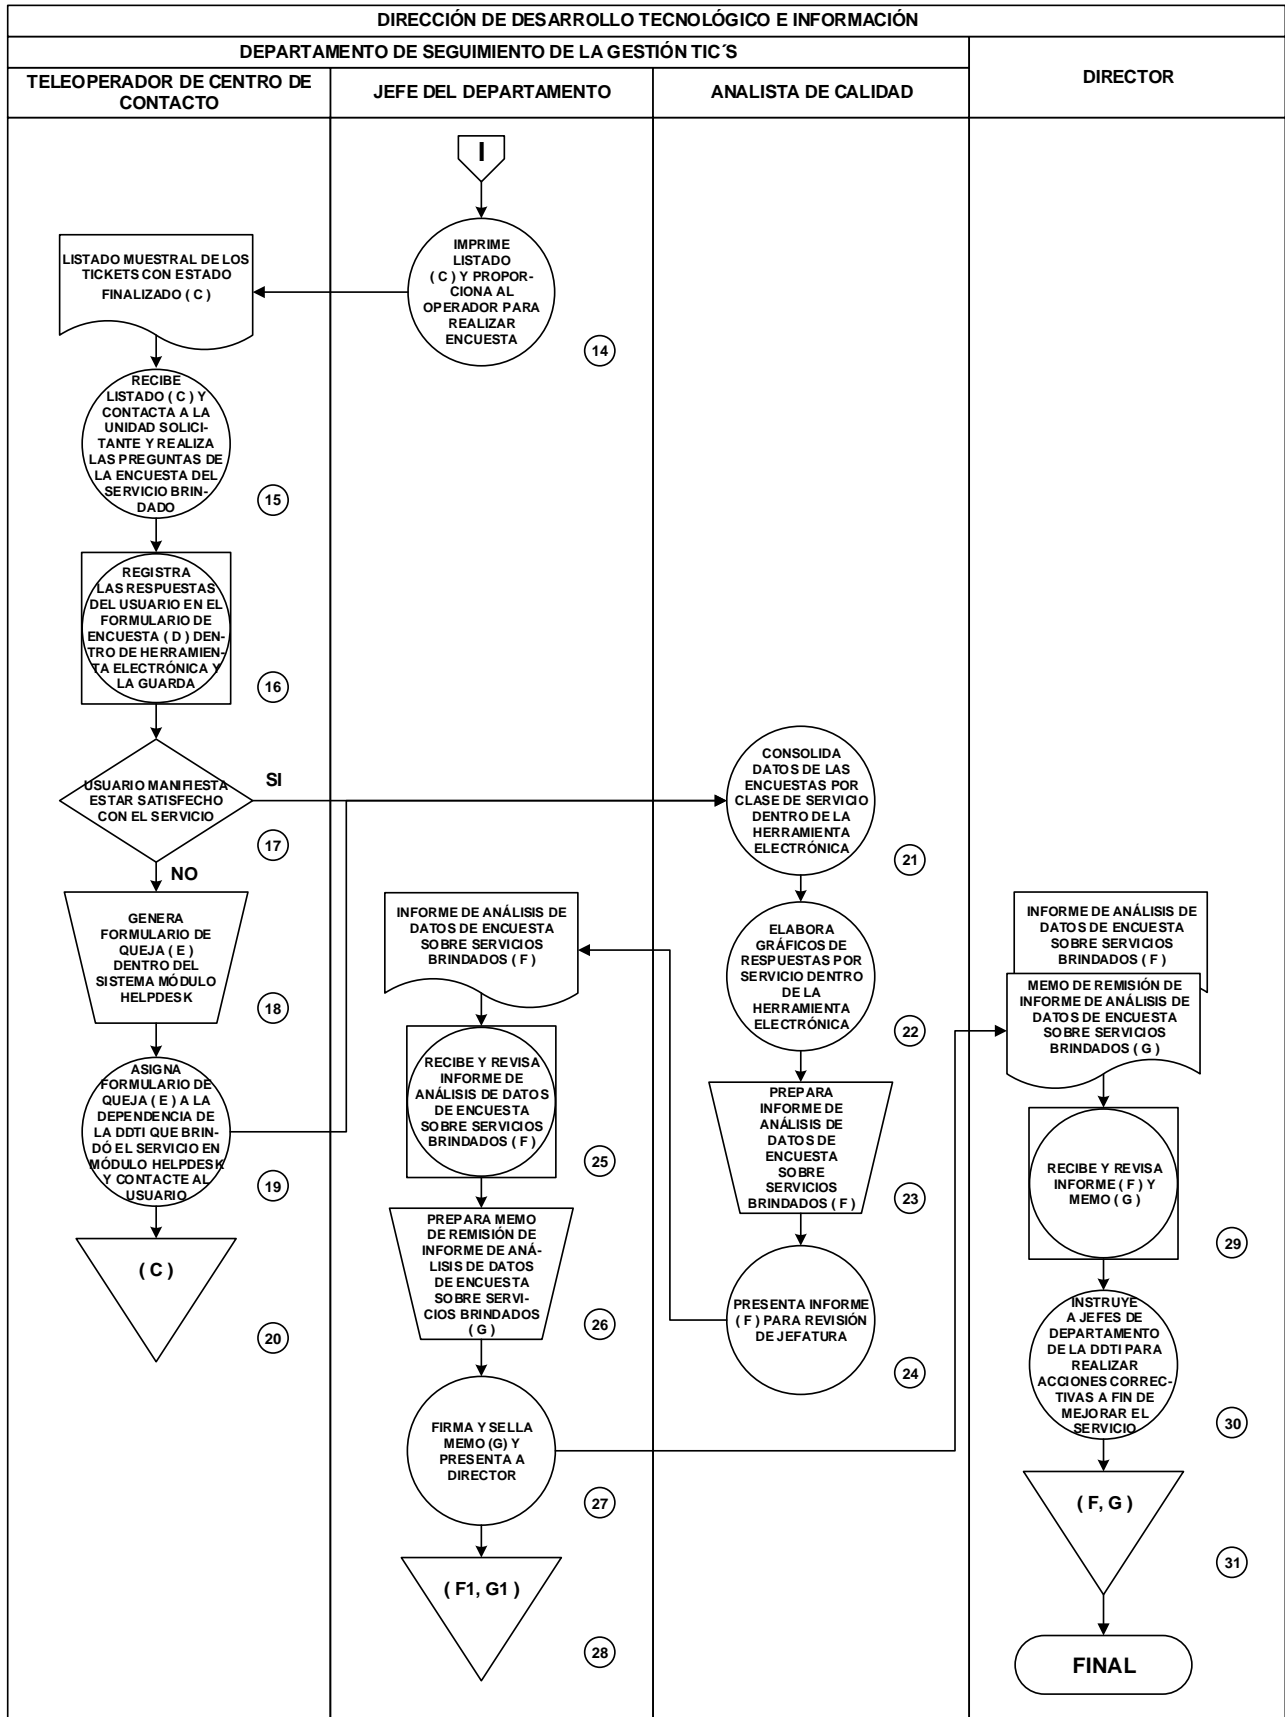 DIRECCIÓN DE DESARROLLO TECNOLÓGICO E INFORMACIÓN
DEPARTAMENTO DE SEGUIMIENTO DE LA GESTIÓN TIC´S
DIRECTOR
TELEOPERADOR DE CENTRO DE
CONTACTO
JEFE DEL DEPARTAMENTO
ANALISTA DE CALIDAD
I
IMPRIME
LISTADO
( C ) Y PROPOR-
CIONA AL
OPERADOR PARA
REALIZAR
ENCUESTA
14
LISTADO MUESTRAL DE LOS
TICKETS CON ESTADO
FINALIZADO ( C )
RECIBE
LISTADO ( C ) Y
CONTACTA A LA
UNIDAD SOLICI-
TANTE Y REALIZA
LAS PREGUNTAS DE
LA ENCUESTA DEL
SERVICIO BRIN-
DADO
15
REGISTRA
LAS RESPUESTAS
DEL USUARIO EN EL
FORMULARIO DE
ENCUESTA ( D ) DEN-
TRO DE HERRAMIEN-
TA ELECTRÓNICA Y
LA GUARDA
16
USUARIO MANIFIESTA
ESTAR SATISFECHO
CON EL SERVICIO
SI
17
NO
GENERA
FORMULARIO DE
QUEJA ( E )
DENTRO DEL
SISTEMA MÓDULO
HELPDESK
18
ASIGNA
FORMULARIO DE
QUEJA ( E ) A LA
DEPENDENCIA DE
LA DDTI QUE BRIN-
DÓ EL SERVICIO EN
MÓDULO HELPDESK
Y CONTACTE AL
USUARIO
19
( C )
20
CONSOLIDA
DATOS DE LAS
ENCUESTAS POR
CLASE DE SERVICIO
DENTRO DE LA
HERRAMIENTA
ELECTRÓNICA
21
ELABORA
GRÁFICOS DE
RESPUESTAS POR
SERVICIO DENTRO
DE LA
HERRAMIENTA
ELECTRÓNICA
22
PREPARA
INFORME DE
ANÁLISIS DE
DATOS DE
ENCUESTA
SOBRE
SERVICIOS
BRINDADOS ( F )
23
PRESENTA INFORME
( F ) PARA REVISIÓN
DE JEFATURA
24
INFORME DE ANÁLISIS DE
DATOS DE ENCUESTA
SOBRE SERVICIOS
BRINDADOS ( F )
RECIBE Y REVISA
INFORME DE
ANÁLISIS DE DATOS
DE ENCUESTA
SOBRE SERVICIOS
BRINDADOS ( F )
25
PREPARA MEMO
DE REMISIÓN DE
INFORME DE ANÁ-
LISIS DE DATOS
DE ENCUESTA
SOBRE SERVI-
CIOS BRINDADOS
( G )
26
FIRMA Y SELLA
MEMO (G) Y
PRESENTA A
DIRECTOR
27
( F1, G1 )
28
INFORME DE ANÁLISIS DE
DATOS DE ENCUESTA
SOBRE SERVICIOS
BRINDADOS ( F )
MEMO DE REMISIÓN DE
INFORME DE ANÁLISIS DE
DATOS DE ENCUESTA
SOBRE SERVICIOS
BRINDADOS ( G )
RECIBE Y REVISA
INFORME ( F ) Y
MEMO ( G )
29
INSTRUYE
A JEFES DE
DEPARTAMENTO
DE LA DDTI PARA
REALIZAR
ACCIONES CORREC-
TIVAS A FIN DE
MEJORAR EL
SERVICIO
30
( F, G )
31
FINAL